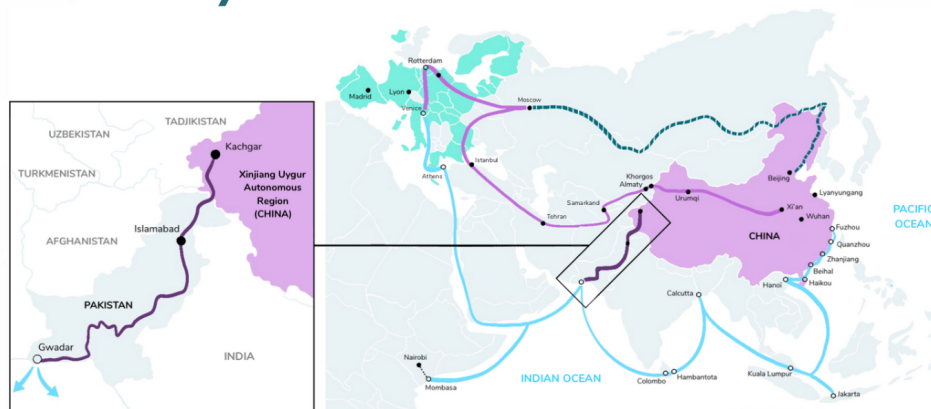 UZBEKISTAN
TADJIKISTAN
TURKMENISTAN
Kachgar
Xinjiang Uygur
Autonomous
Region
(CHINA)
Islamabad
AFGHANISTAN
PAKISTAN
Gwadar
INDIA
Rotterdam
Madrid
Lyon
Venice
Moscow
Istanbul
Athens
Tehran
Samarkand
Khorgos
Almaty
Urumqi
Beijing
Lyanyungang
Xi'an
Wuhan
CHINA
PACIFIC
OCEAN
Fuzhou
Quanzhou
Zhanjiang
Beihal
Haikou
Hanoi
Calcutta
Nairobi
Mombasa
INDIAN OCEAN
Colombo
Hambantota
Kuala Lumpur
Jakarta